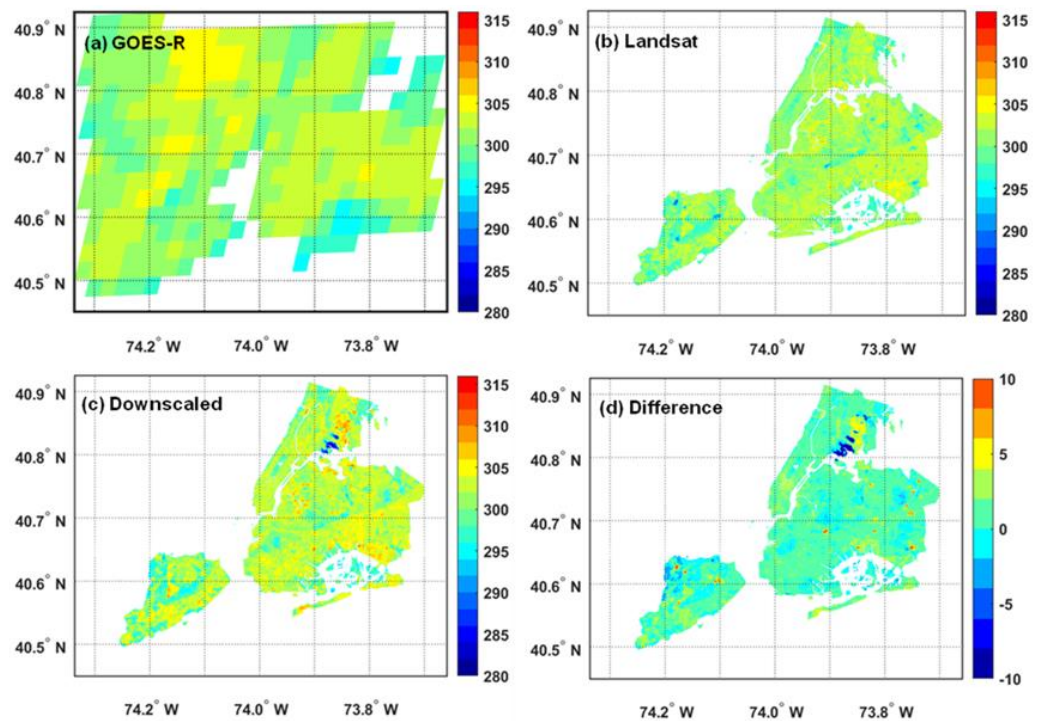 (a) GOES-R
40.9° N
40.8° N
40.7° N
40.6° N
40.5° N
74.2° W
74.0° W
73.8° W
315
310
305
300
295
290
285
280
(b) Landsat
40.9° N
40.8° N
40.7° N
40.6° N
40.5° N
74.2° W
74.0° W
73.8° W
315
310
305
300
295
290
285
280
(c) Downscaled
40.9° N
40.8° N
40.7° N
40.6° N
40.5° N
74.2° W
74.0° W
73.8° W
315
310
305
300
295
290
285
280
(d) Difference
40.9° N
40.8° N
40.7° N
40.6° N
40.5° N
74.2° W
74.0° W
73.8° W
10
5
0
-5
-10